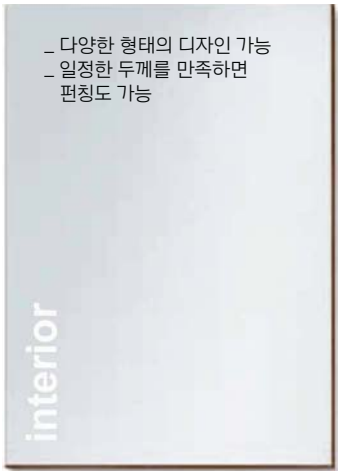 _ 다양한 형태의 디자인 가능
_ 일정한 두께를 만족하면
펀칭도 가능
interior